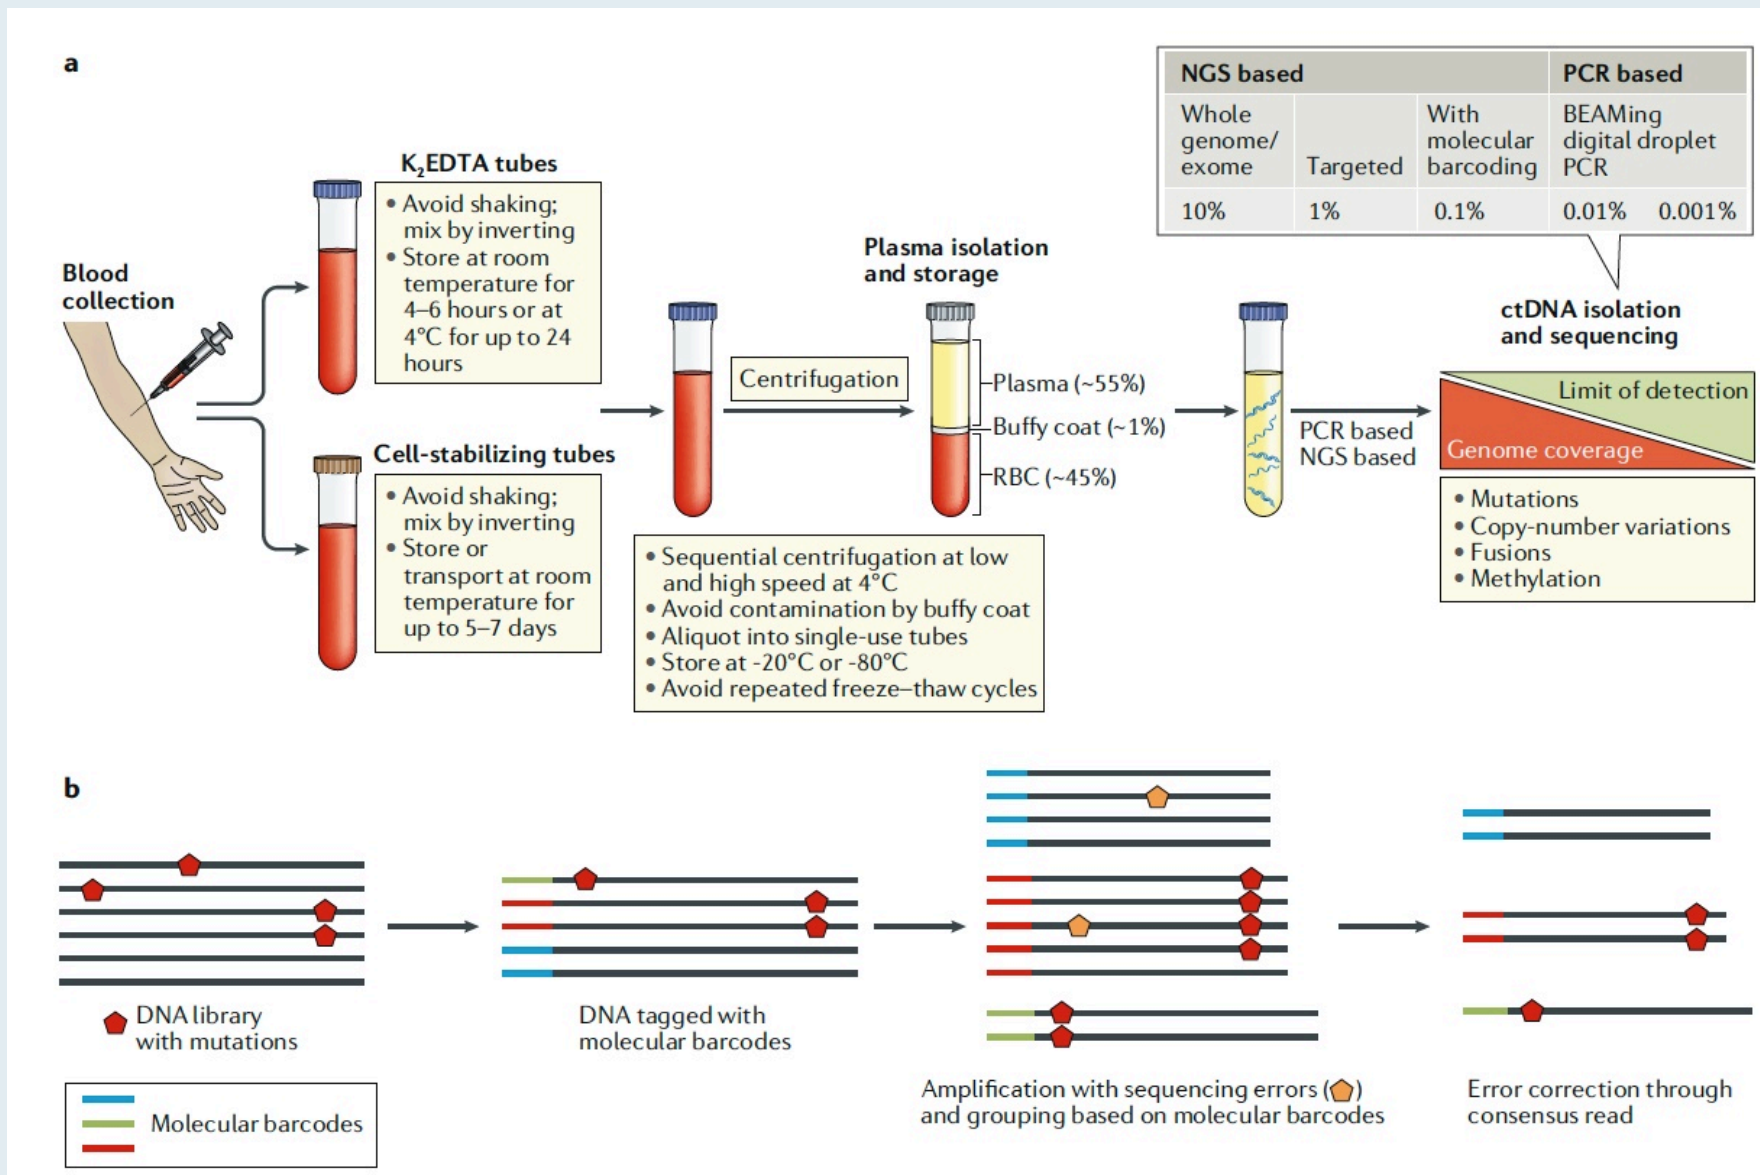 a
Blood
collection
K₂EDTA tubes
• Avoid shaking;
mix by inverting
• Store at room
temperature for
4–6 hours or at
4°C for up to 24
hours
Cell-stabilizing tubes
• Avoid shaking;
mix by inverting
• Store or
transport at room
temperature for
up to 5–7 days
Centrifugation
• Sequential centrifugation at low
and high speed at 4°C
• Avoid contamination by buffy coat
• Aliquot into single-use tubes
• Store at -20°C or -80°C
• Avoid repeated freeze–thaw cycles
Plasma isolation
and storage
Plasma (~55%)
Buffy coat (~1%)
RBC (~45%)
PCR based
NGS based
NGS based PCR based
Whole
genome/
exome
Targeted
With
molecular
barcoding
BEAMing
digital droplet
PCR
10% 1% 0.1% 0.01% 0.001%
ctDNA isolation
and sequencing
Limit of detection
Genome coverage
• Mutations
• Copy-number variations
• Fusions
• Methylation
b
DNA library
with mutations
Molecular barcodes
DNA tagged with
molecular barcodes
Amplification with sequencing errors ( )
and grouping based on molecular barcodes
Error correction through
consensus read